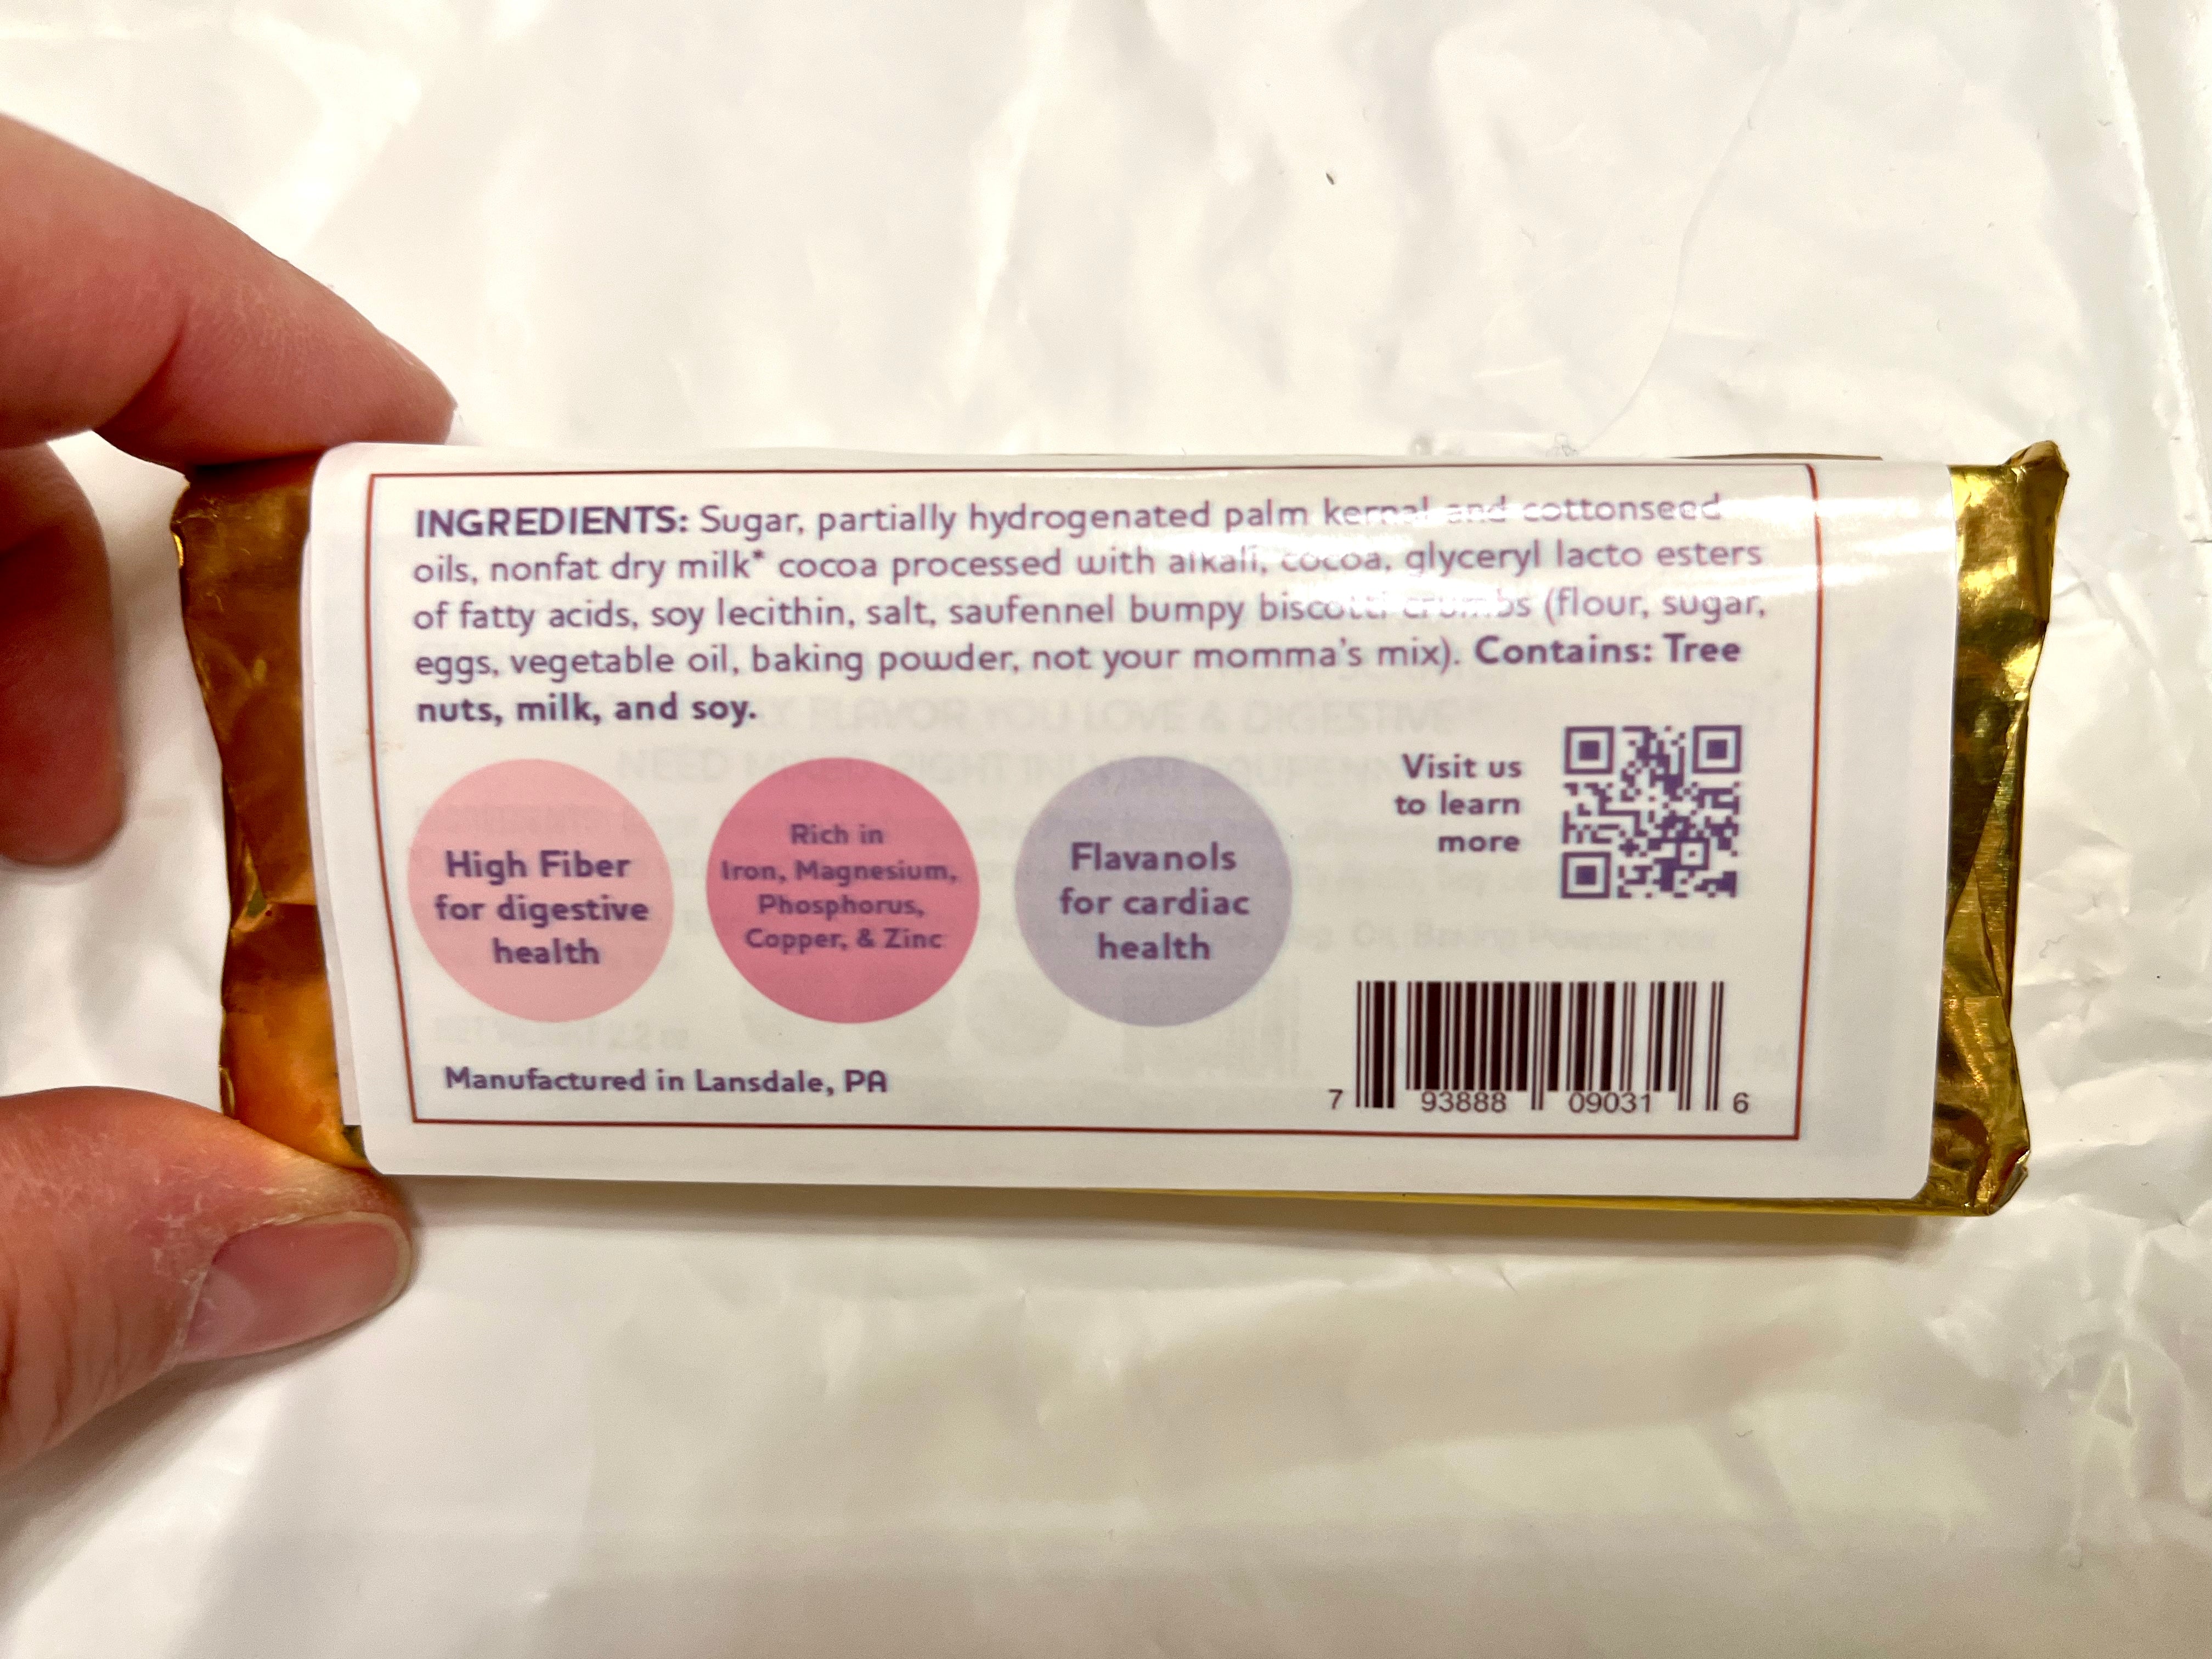 INGREDIENTS: Sugar, partially hydrogenated palm kernal and cottonseed
oils, nonfat dry milk* cocoa processed with alkali, cocoa, glyceryl lacto esters
of fatty acids, soy lecithin, salt, saufennel bumpy biscotti crumbs (flour, sugar,
eggs, vegetable oil, baking powder, not your momma's mix). Contains: Tree
nuts, milk, and soy.
High Fiber
for digestive
health
Rich in
Iron, Magnesium,
Phosphorus,
Copper, & Zinc
Flavanols
for cardiac
health
Visit us
to learn
more
Manufactured in Lansdale, PA
7 93888 09031 6